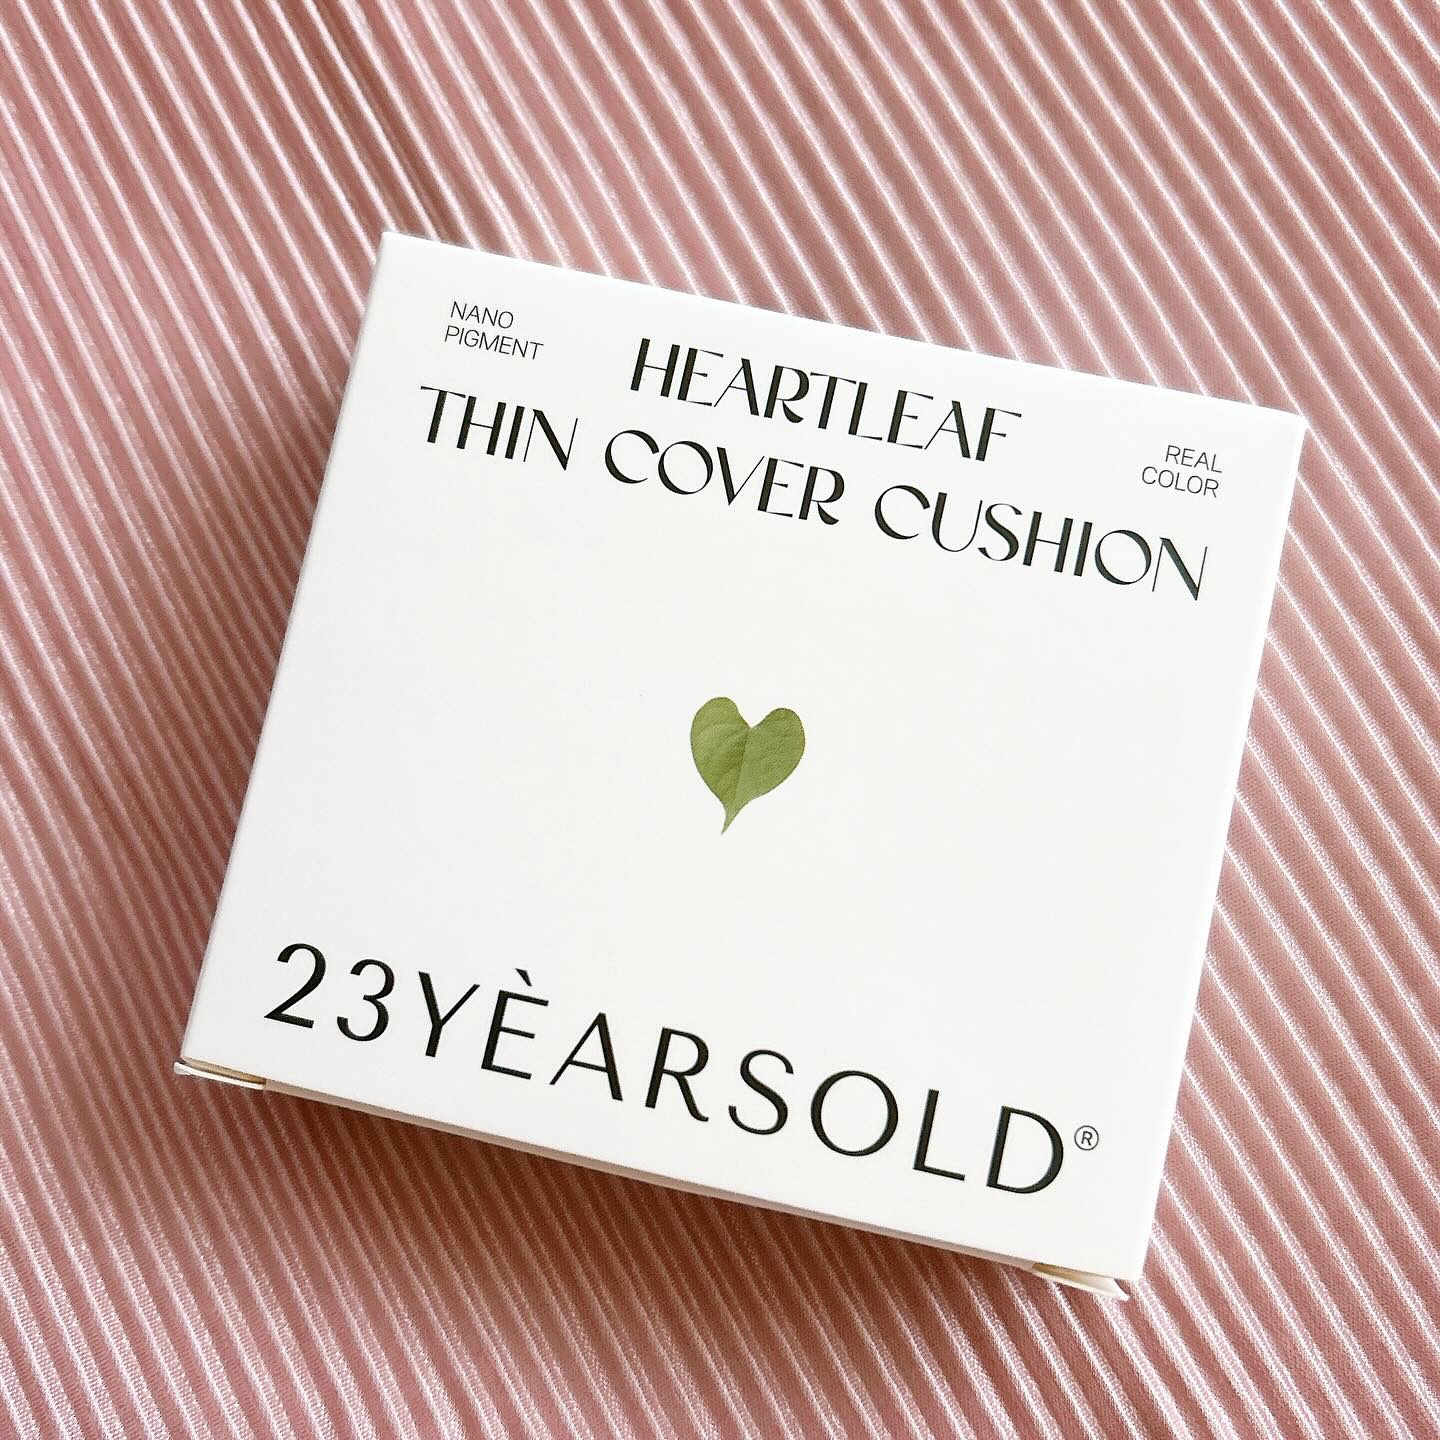 NANO
PIGMENT
HEARTLEAF
THIN COVER CUSHION
REAL
COLOR
23YÈARSOLD®